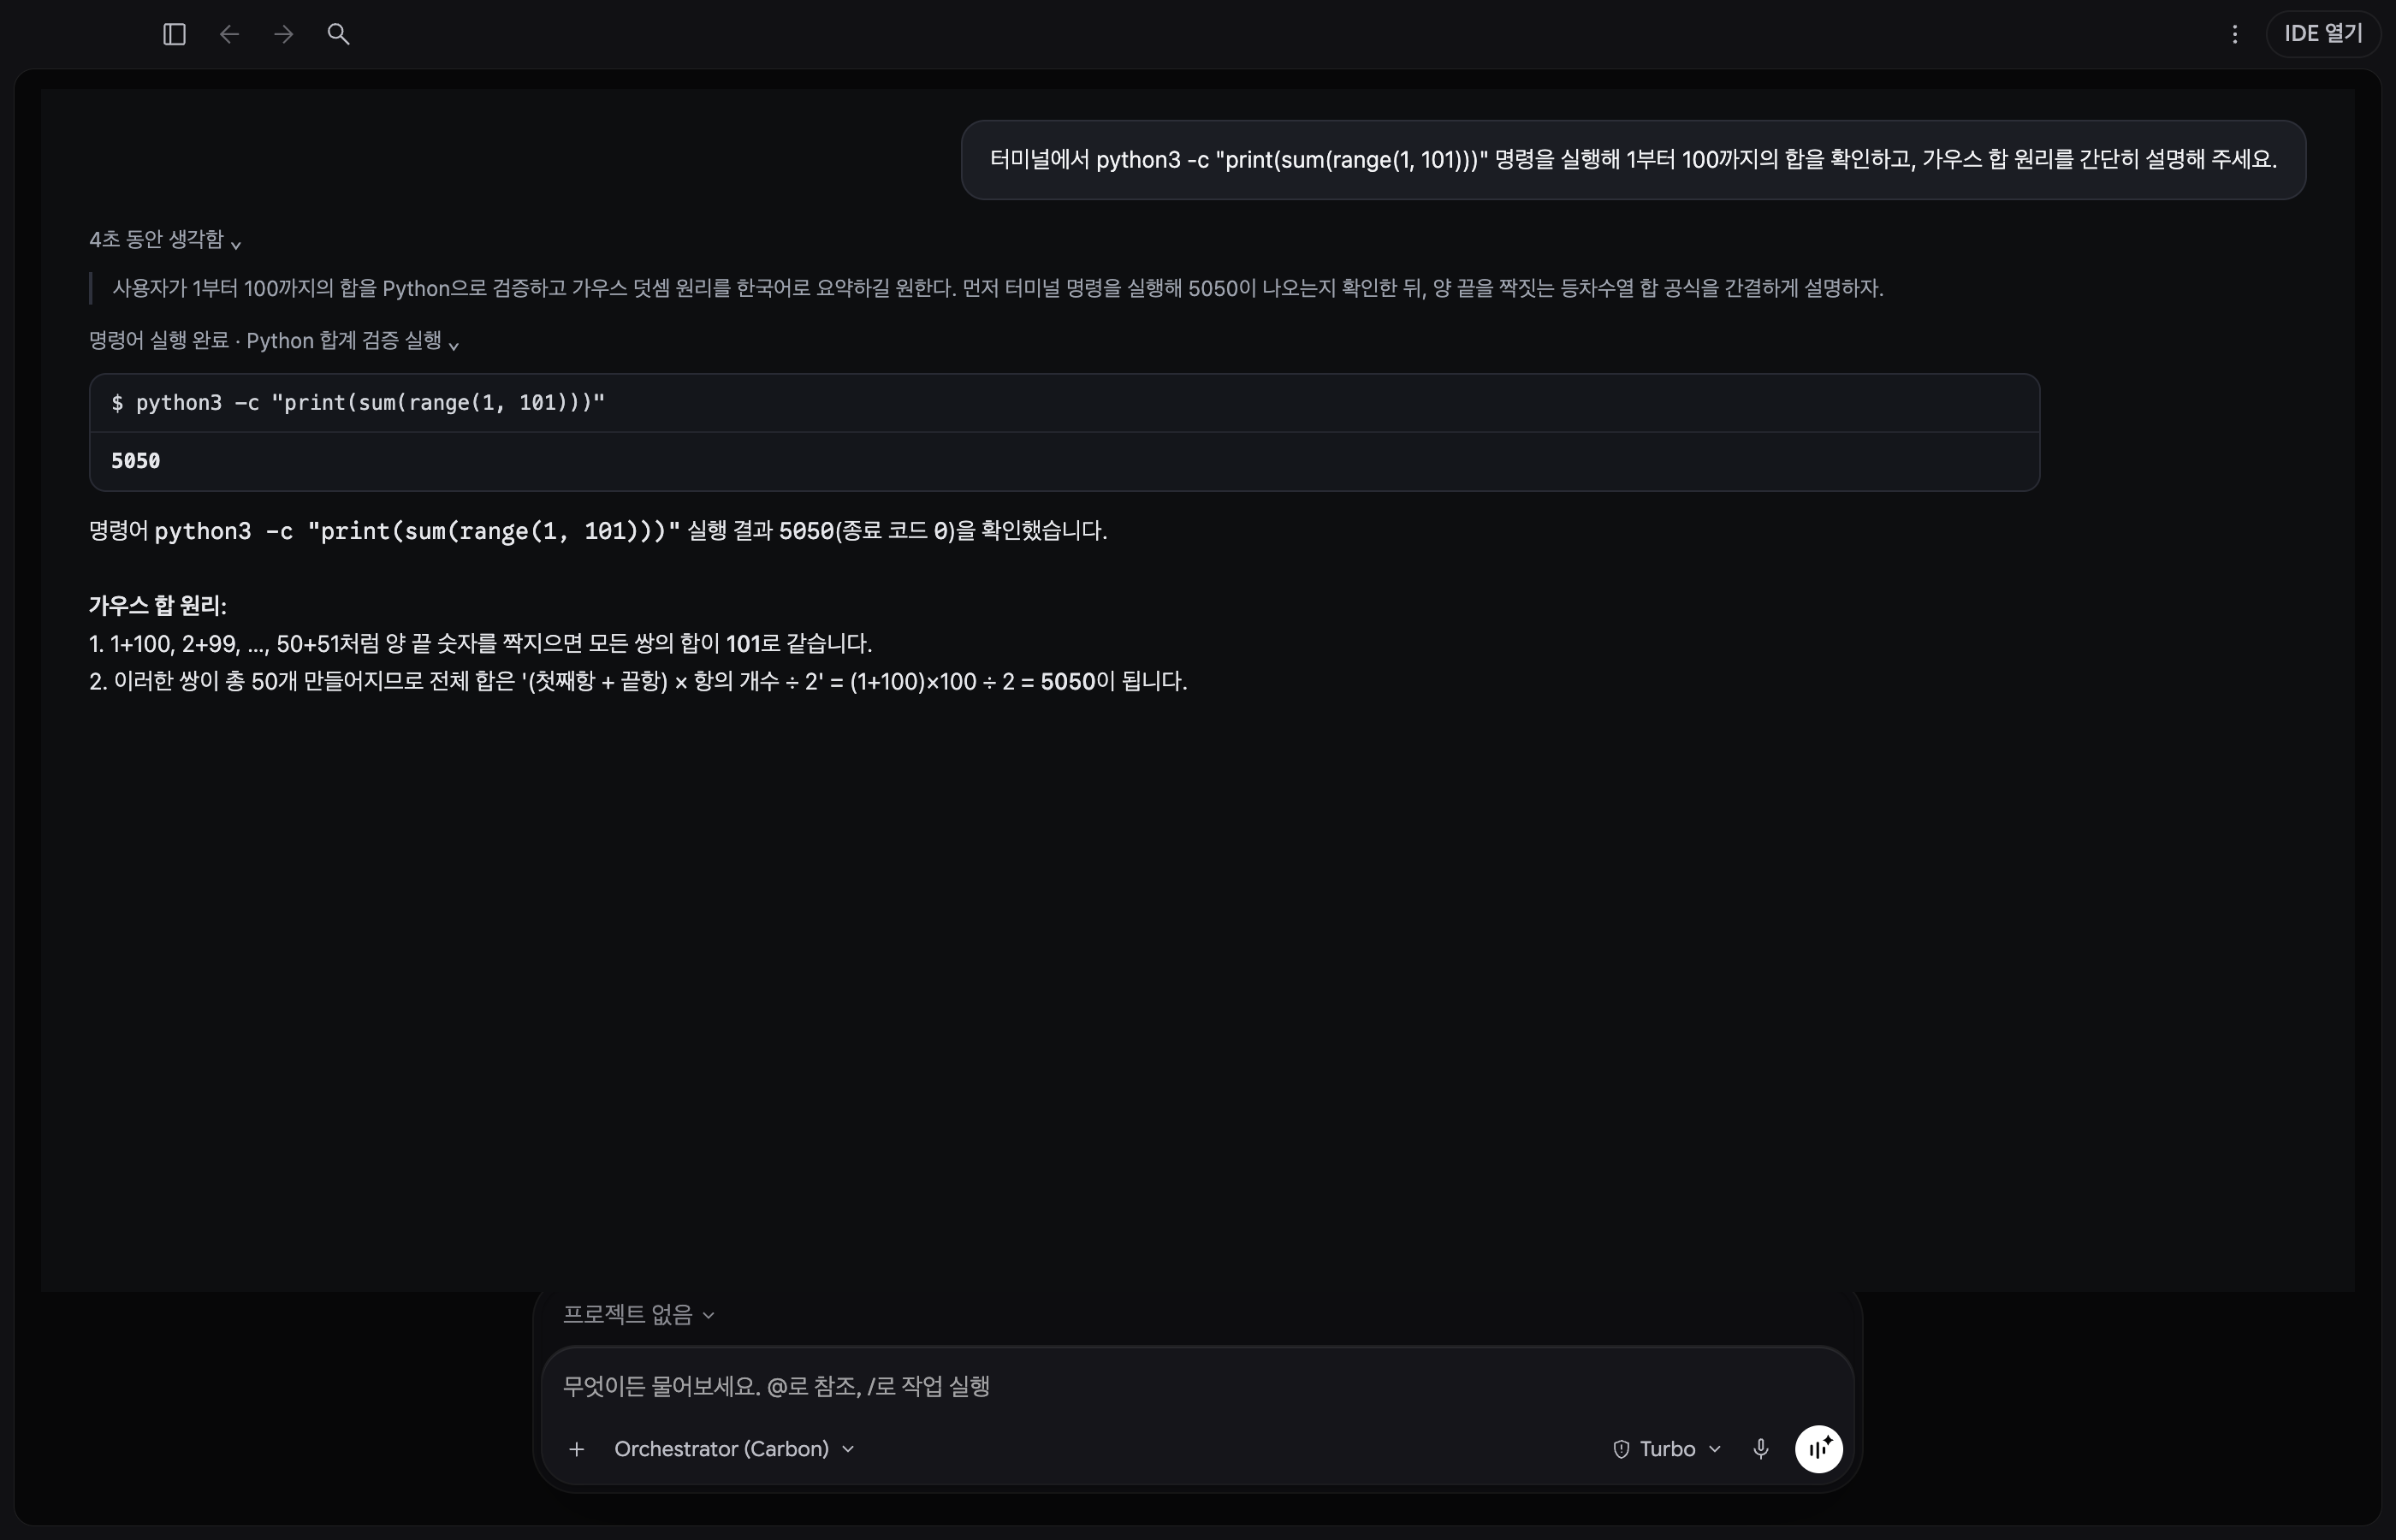 IDE 열기
터미널에서 python3 -c "print(sum(range(1, 101)))" 명령을 실행해 1부터 100까지의 합을 확인하고, 가우스 합 원리를 간단히 설명해 주세요.
4초 동안 생각함
사용자가 1부터 100까지의 합을 Python으로 검증하고 가우스 덧셈 원리를 한국어로 요약하길 원한다. 먼저 터미널 명령을 실행해 5050이 나오는지 확인한 뒤, 양 끝을 짝짓는 등차수열 합 공식을 간결하게 설명하자.
명령어 실행 완료 · Python 합계 검증 실행
$ python3 -c "print(sum(range(1, 101)))"
5050
명령어 python3 -c "print(sum(range(1, 101)))" 실행 결과 5050(종료 코드 0)을 확인했습니다.
가우스 합 원리:
1. 1+100, 2+99, ..., 50+51처럼 양 끝 숫자를 짝지으면 모든 쌍의 합이 101로 같습니다.
2. 이러한 쌍이 총 50개 만들어지므로 전체 합은 '(첫째항 + 끝항) × 항의 개수 ÷ 2' = (1+100)×100 ÷ 2 = 5050이 됩니다.
프로젝트 없음
무엇이든 물어보세요. @로 참조, /로 작업 실행
Orchestrator (Carbon)
Turbo